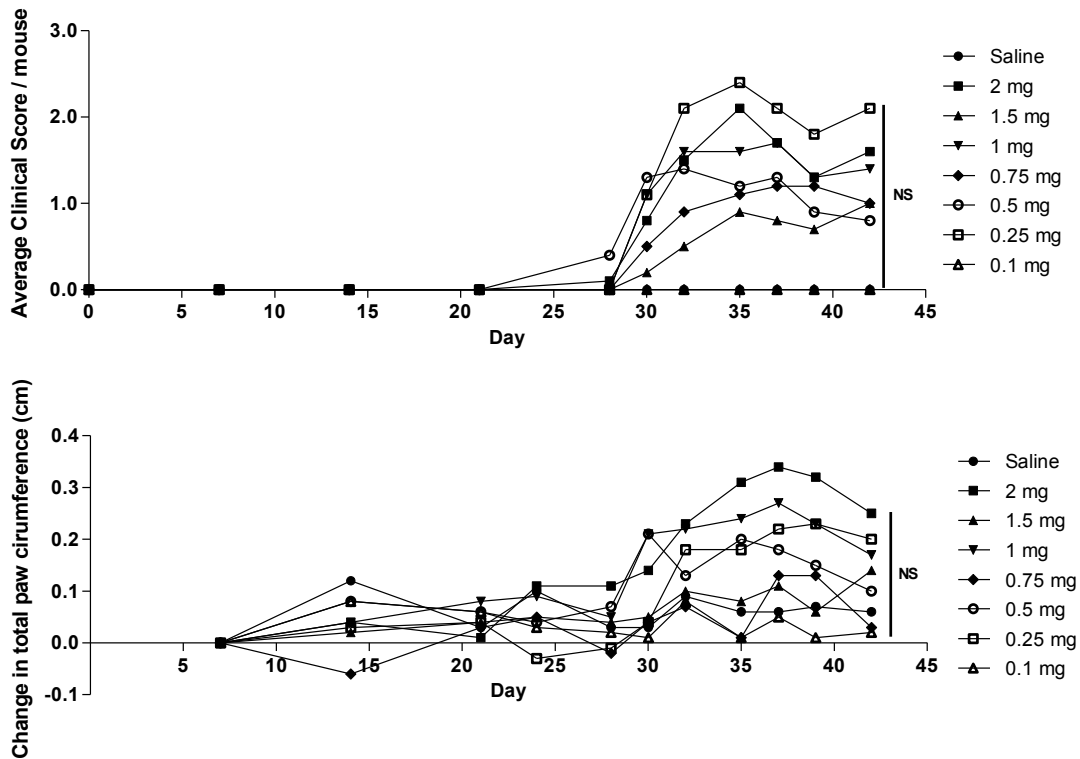 Average Clinical Score / mouse
3.0
2.0
1.0
0.0
0 5 10 15 20 25 30 35 40 45
Day
NS
Saline
2 mg
1.5 mg
1 mg
0.75 mg
0.5 mg
0.25 mg
0.1 mg
Change in total paw cirumference (cm)
0.4
0.3
0.2
0.1
0.0
-0.1
5 10 15 20 25 30 35 40 45
Day
NS
Saline
2 mg
1.5 mg
1 mg
0.75 mg
0.5 mg
0.25 mg
0.1 mg